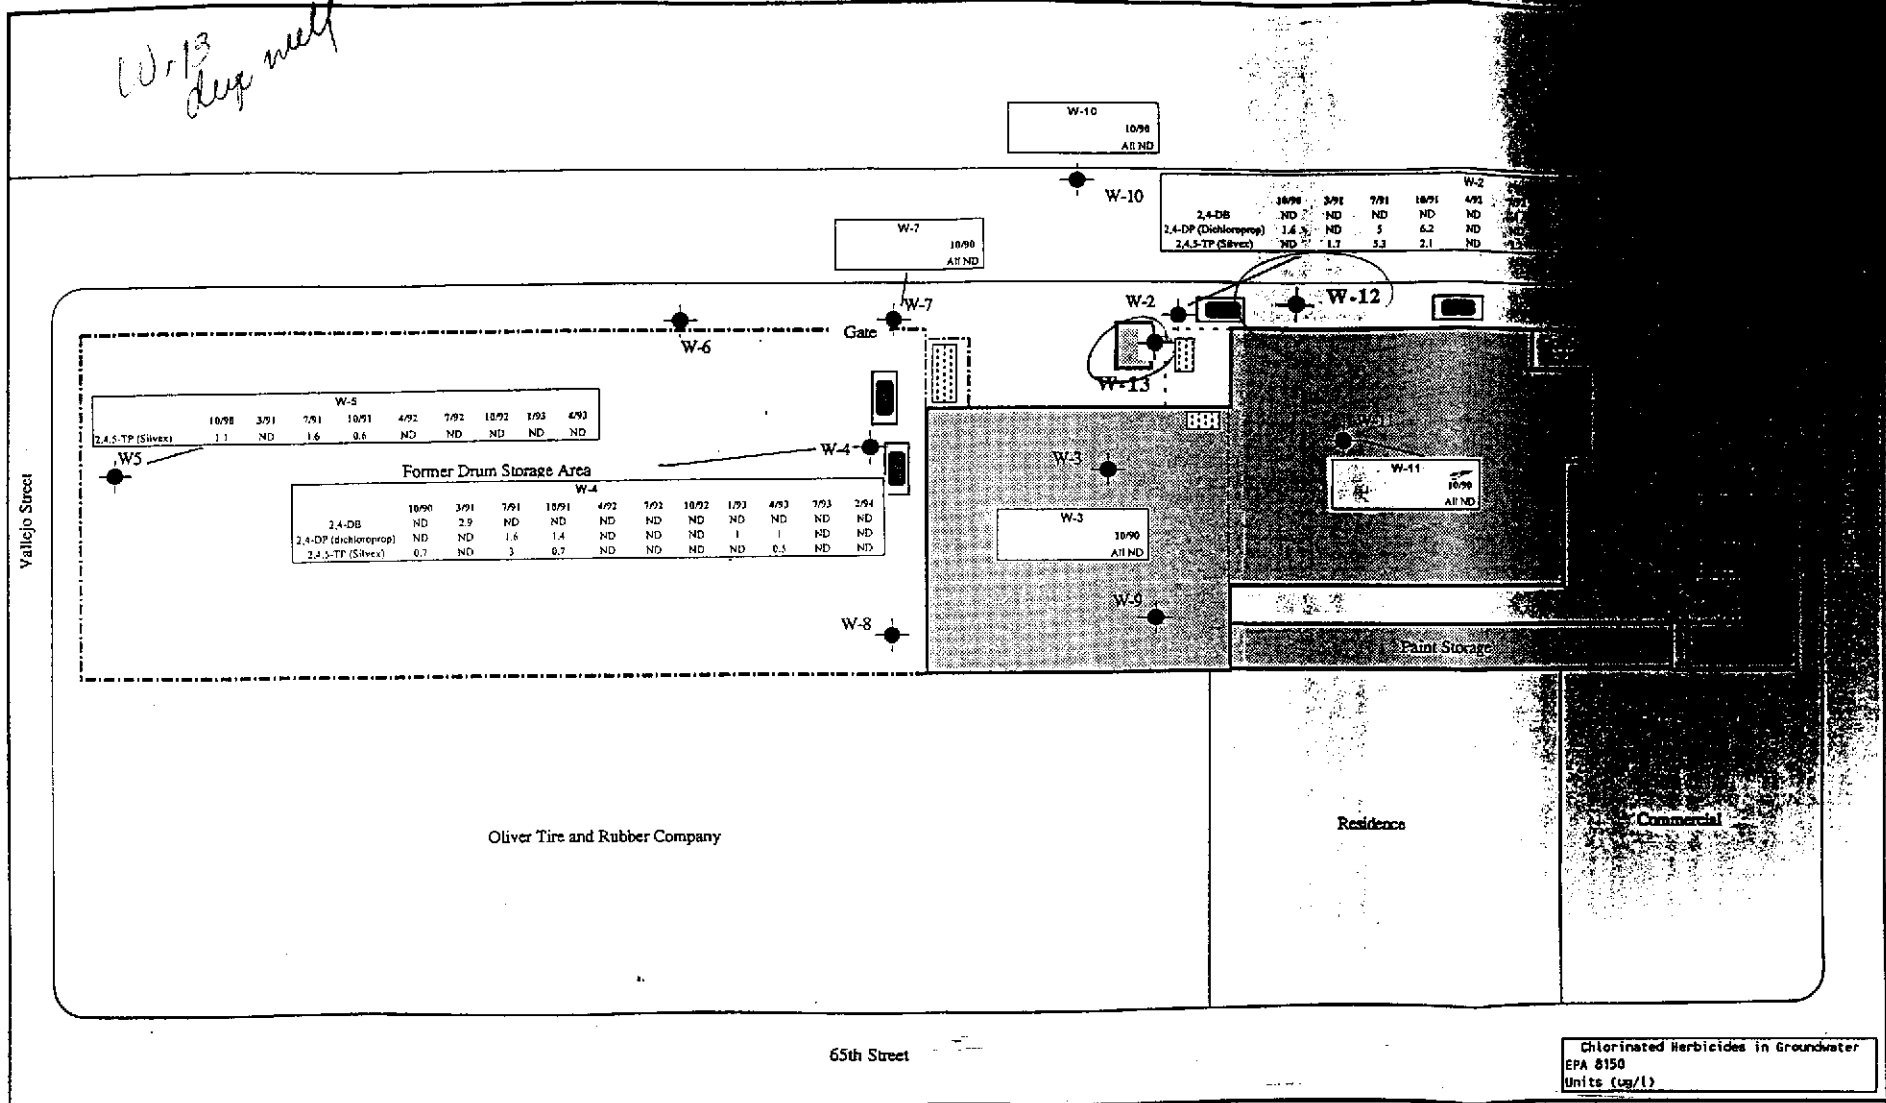 W-13
deep well
W-10
10/90
All ND
W-10
W-2
10/90 3/91 7/91 10/91 4/92
2,4-DB ND ND ND ND ND
2,4-DP (Dichloroprop) 1.6 ND 5 6.2 ND
2,4,5-TP (Silvex) ND 1.7 5.3 2.1 ND
W-7
10/90
All ND
W-7
W-2
W-12
Gate
W-6
W-13
W-5
10/90 3/91 7/91 10/91 4/92 7/92 10/92 1/93 4/93
2,4,5-TP (Silvex) 1.1 ND 1.6 0.6 ND ND ND ND ND
W5
W-4
Former Drum Storage Area
W-4
10/90 3/91 7/91 10/91 4/92 7/92 10/92 1/93 4/93 7/93 2/94
2,4-DB ND 2.9 ND ND ND ND ND ND ND ND ND
2,4-DP (dichloroprop) ND ND 1.6 1.4 ND ND ND 1 1 ND ND
2,4,5-TP (Silvex) 0.7 ND 3 0.7 ND ND ND ND 0.5 ND ND
W-3
W-3
10/90
All ND
W-11
10/90
All ND
W-9
W-8
Paint Storage
Vallejo Street
Oliver Tire and Rubber Company
Residence
Commercial
65th Street
Chlorinated Herbicides in Groundwater
EPA 8150
Units (ug/l)